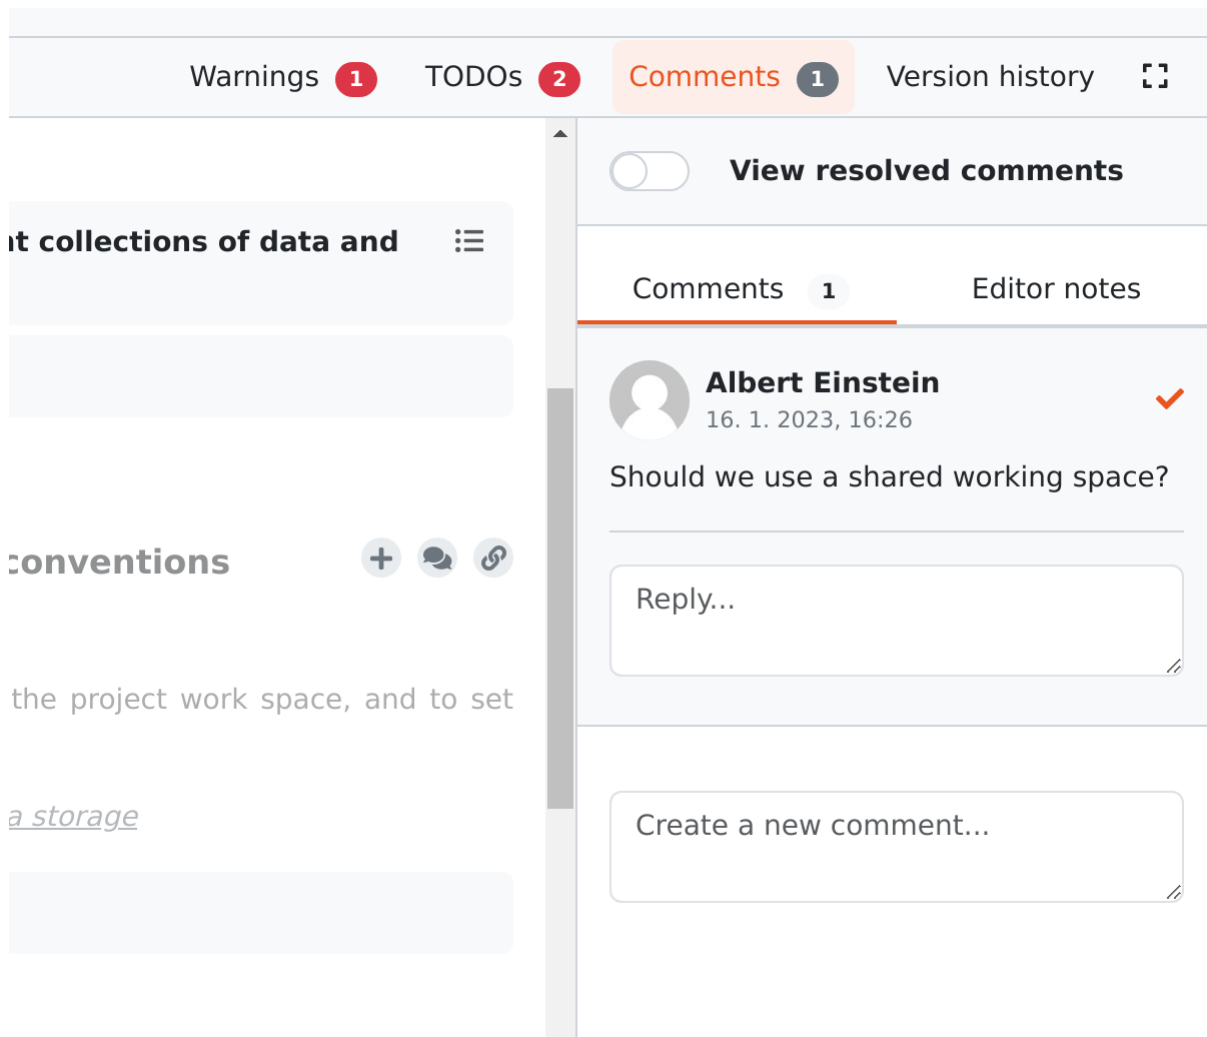 Warnings 1 TODOs 2 Comments 1 Version history
View resolved comments
nt collections of data and
Comments 1 Editor notes
Albert Einstein
16. 1. 2023, 16:26
Should we use a shared working space?
conventions
Reply...
the project work space, and to set
a storage
Create a new comment...